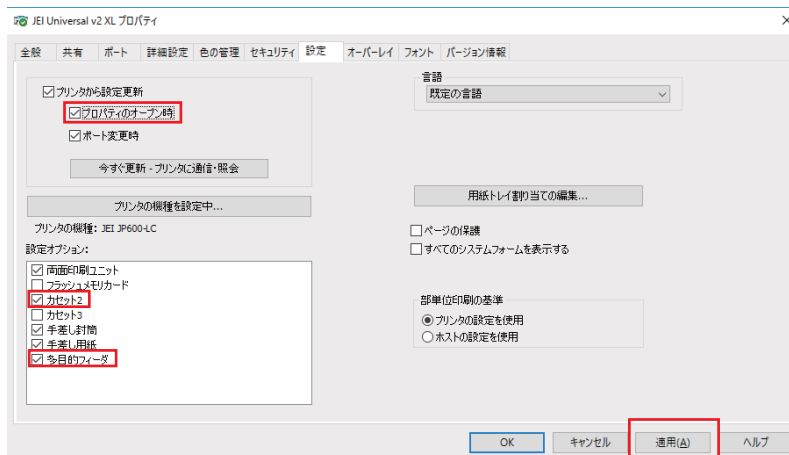 JEI Universal v2 XL プロパティ
全般 共有 ポート 詳細設定 色の管理 セキュリティ 設定 オーバーレイ フォント バージョン情報
プリンタから設定更新
プロパティのオープン時
ポート変更時
今すぐ更新 - プリンタに通信・照会
プリンタの機種を設定中...
プリンタの機種: JEI JP600-LC
設定オプション:
両面印刷ユニット
フラッシュメモリカード
カセット2
カセット3
手差し封筒
手差し用紙
多目的フィーダ
言語
既定の言語
用紙トレイ割り当ての編集...
ページの保護
すべてのシステムフォームを表示する
部単位印刷の基準
プリンタの設定を使用
ホストの設定を使用
OK キャンセル 適用(A) ヘルプ